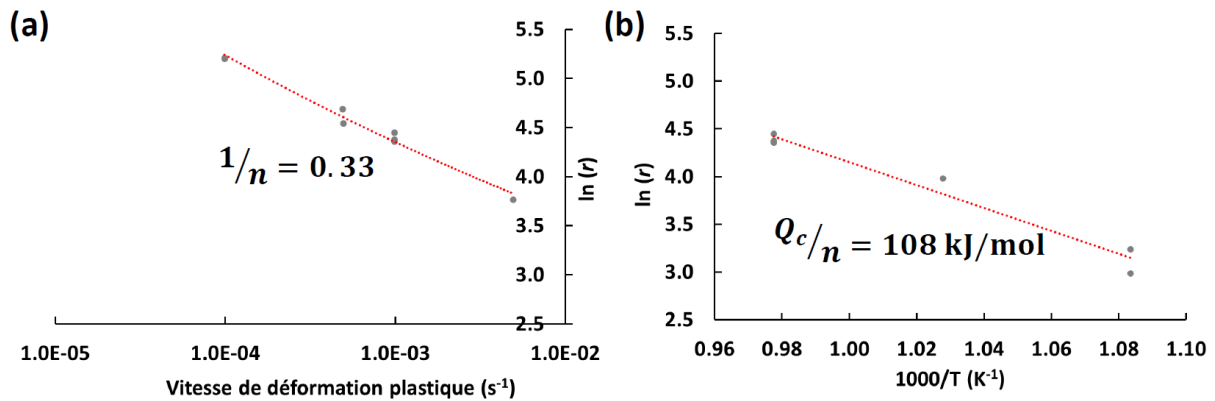 (a)
5.5
5.0
4.5
4.0
3.5
3.0
2.5
ln (r)
1/n = 0.33
1.0E-05 1.0E-04 1.0E-03 1.0E-02
Vitesse de déformation plastique (s⁻¹)
(b)
5.5
5.0
4.5
4.0
3.5
3.0
2.5
ln (r)
Q_c/n = 108 kJ/mol
0.96 0.98 1.00 1.02 1.04 1.06 1.08 1.10
1000/T (K⁻¹)